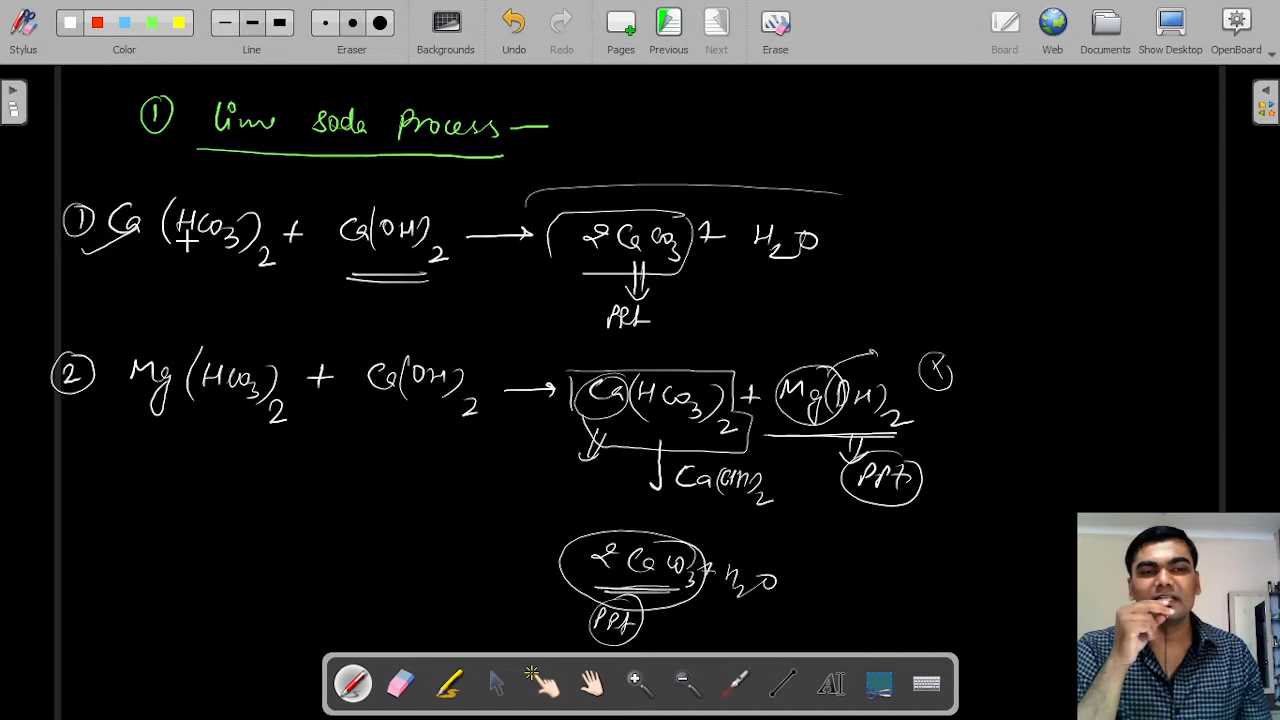 Stylus Color Line Eraser Backgrounds Undo Redo Pages Previous Next Erase Board Web Documents Show Desktop OpenBoard
① lime soda process —
① Ca(HCO3)2 + Ca(OH)2 → 2CaCO3 + H2O
PPt
② Mg(HCO3)2 + Ca(OH)2 → Ca(HCO3)2 + Mg(OH)2
Ca(OH)2 PPt
2CaCO3 + H2O
PPt
AI